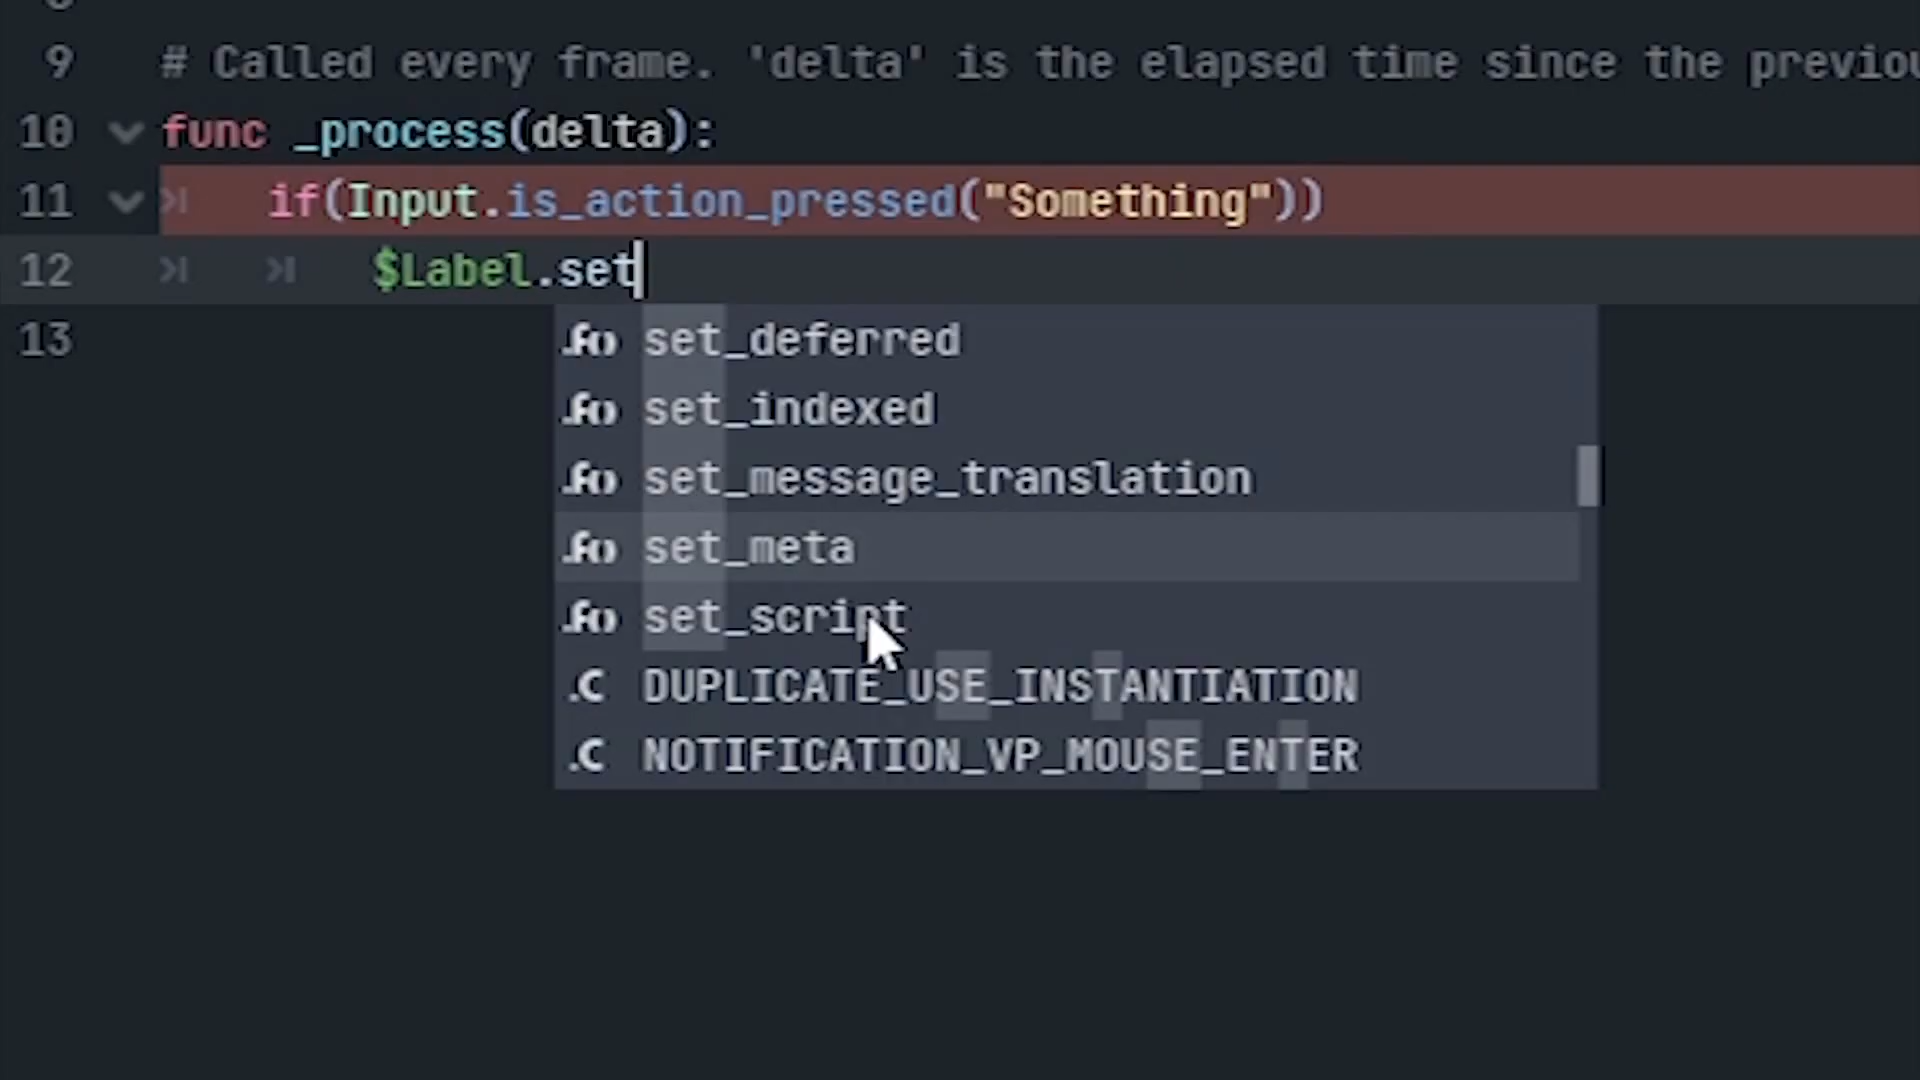 9 # Called every frame. 'delta' is the elapsed time since the
10 func _process(delta):
11 if(Input.is_action_pressed("Something"))
12 $Label.set
13
set_deferred
set_indexed
set_message_translation
set_meta
set_script
.C DUPLICATE_USE_INSTANTIATION
.C NOTIFICATION_VP_MOUSE_ENTER